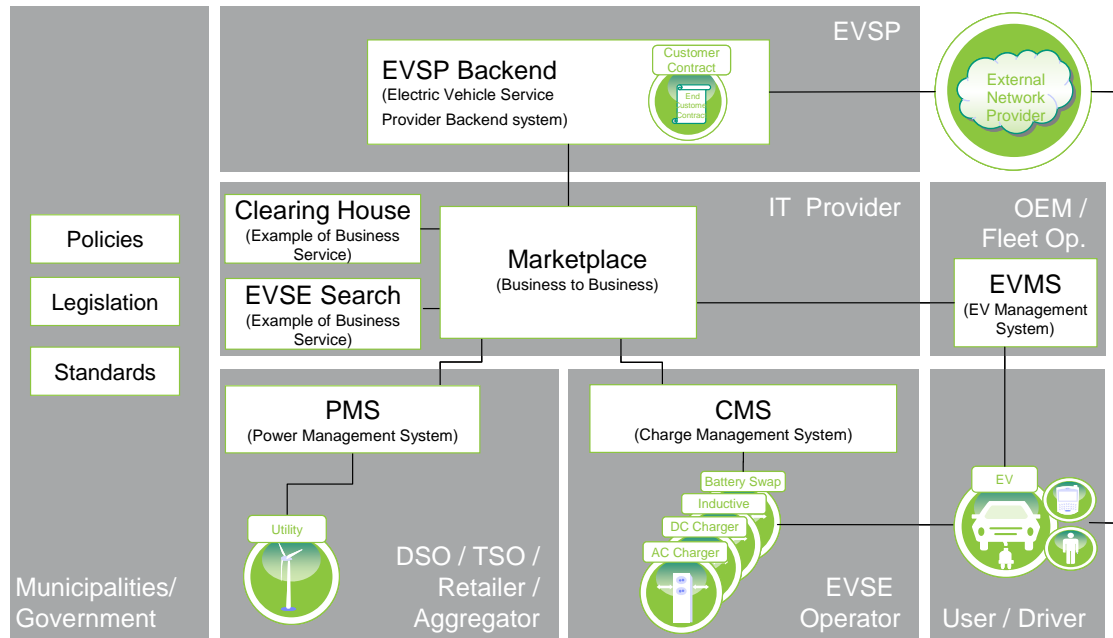 EVSP
EVSP Backend
(Electric Vehicle Service
Provider Backend system)
Customer
Contract
End
Customer
Contract
External
Network
Provider
IT Provider
Clearing House
(Example of Business
Service)
EVSE Search
(Example of Business
Service)
Marketplace
(Business to Business)
OEM /
Fleet Op.
EVMS
(EV Management
System)
Policies
Legislation
Standards
Municipalities/
Government
PMS
(Power Management System)
Utility
DSO / TSO /
Retailer /
Aggregator
CMS
(Charge Management System)
Battery Swap
Inductive
DC Charger
AC Charger
EVSE
Operator
EV
User / Driver